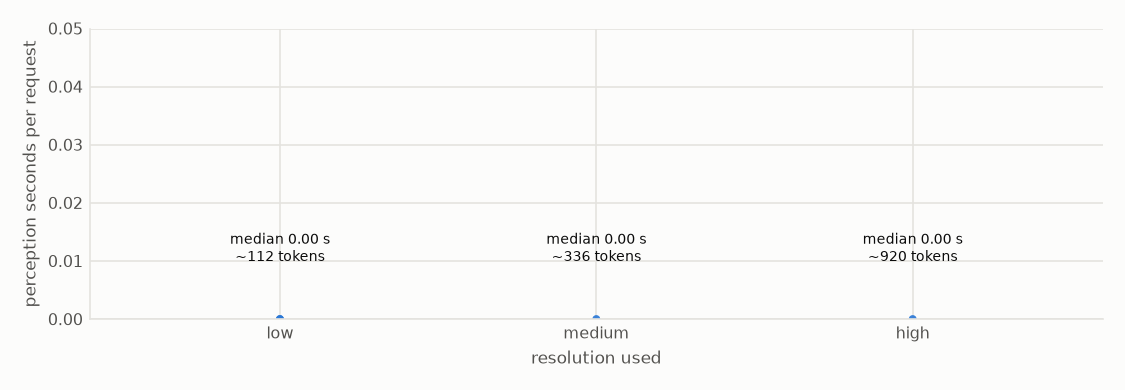 perception seconds per request
0.05
0.04
0.03
0.02
0.01
0.00
median 0.00 s
~112 tokens
median 0.00 s
~336 tokens
median 0.00 s
~920 tokens
low
medium
high
resolution used